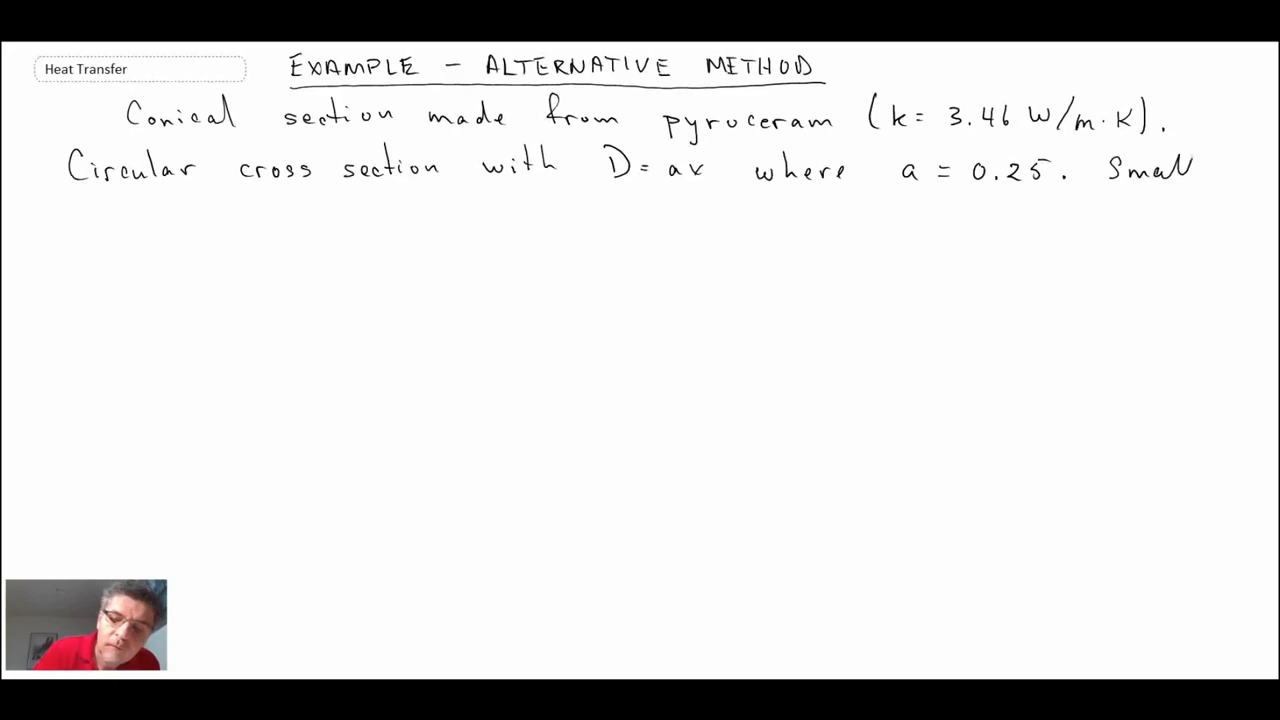 Heat Transfer
EXAMPLE - ALTERNATIVE METHOD
Conical section made from pyroceram (k= 3.46 W/m·K).
Circular cross section with D= ax where a = 0.25. Small